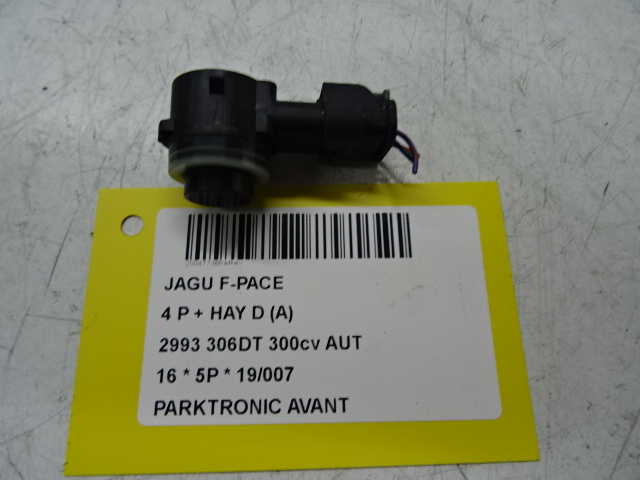 JAGU F-PACE
4 P + HAY D (A)
2993 306DT 300cv AUT
16 * 5P * 19/007
PARKTRONIC AVANT